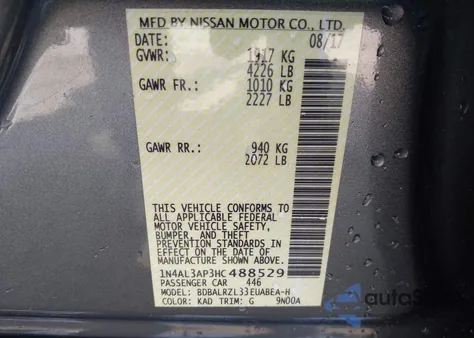 MFD BY NISSAN MOTOR CO., LTD.
DATE: 08/17
GVWR: 1917 KG
4226 LB
GAWR FR.: 1010 KG
2227 LB
GAWR RR.: 940 KG
2072 LB
THIS VEHICLE CONFORMS TO
ALL APPLICABLE FEDERAL
MOTOR VEHICLE SAFETY,
BUMPER, AND THEFT
PREVENTION STANDARDS
IN EFFECT ON THE DATE
OF MANUFACTURE SHOWN ABOVE.
1N4AL3AP3HC488529
PASSENGER CAR 446
MODEL: BDBALRZL33EUABEA-H
COLOR: KAD TRIM: G 9N00A